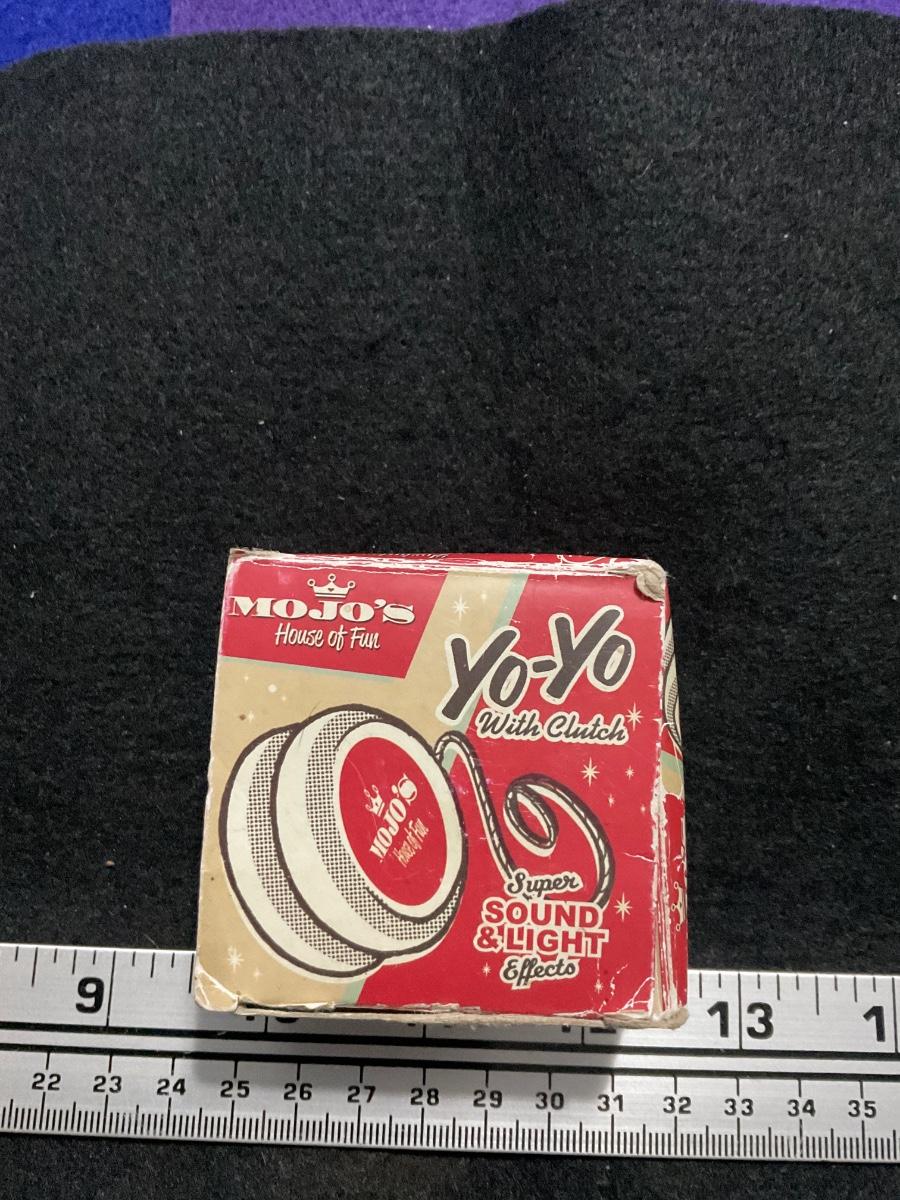 MOJO'S
House of Fun
Yo-Yo
With Clutch
MOJO'S
House of Fun
Super
SOUND
& LIGHT
Effects
9
13
1
22 23 24 25 26 27 28 29 30 31 32 33 34 35